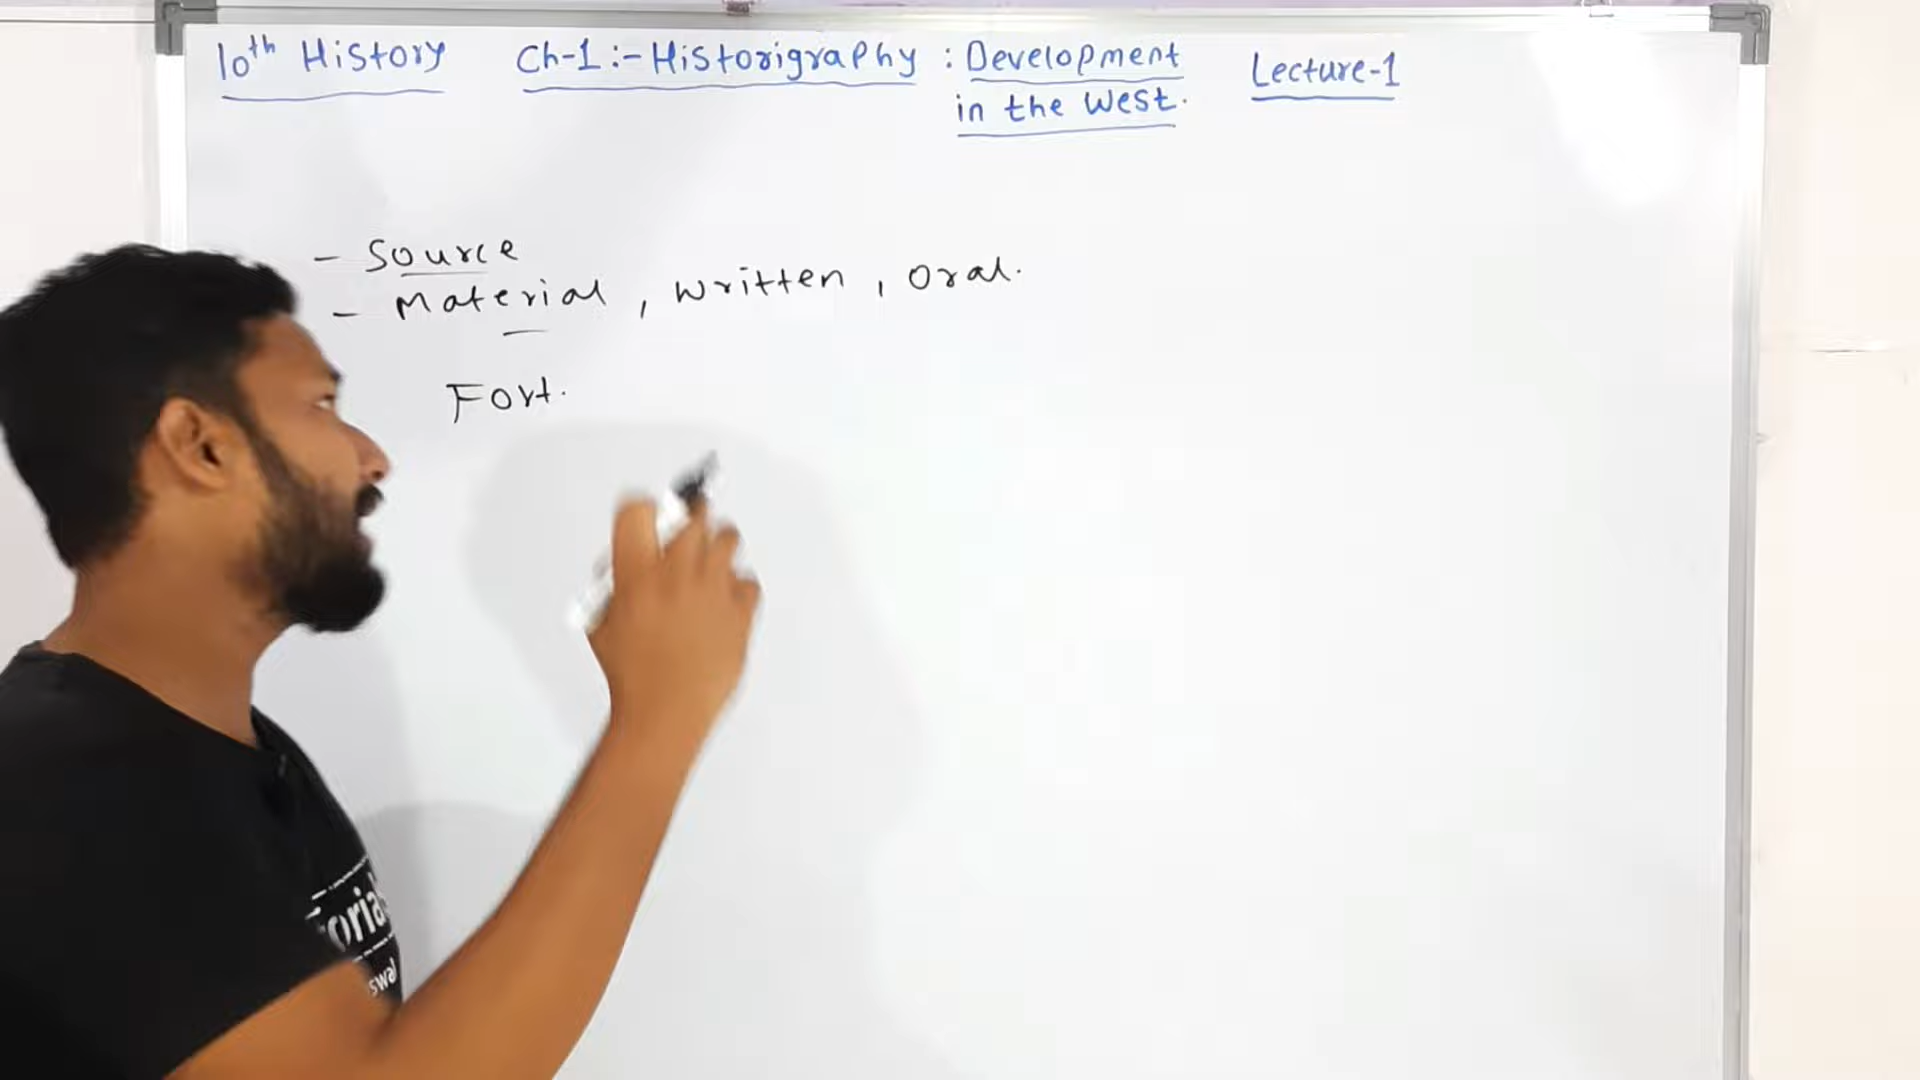 10th History Ch-1:- Historigraphy : Development Lecture-1
in the West.
- Source
- Material, written, oral.
Fort.